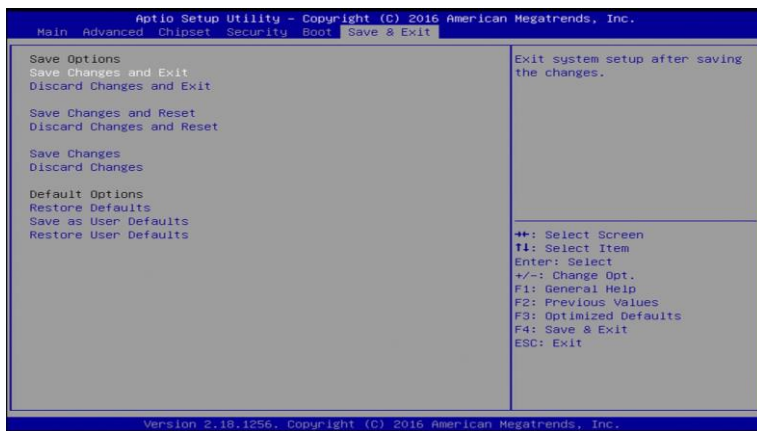 Aptio Setup Utility – Copyright (C) 2016 American Megatrends, Inc.
Main Advanced Chipset Security Boot Save & Exit
Save Options
Save Changes and Exit
Discard Changes and Exit
Save Changes and Reset
Discard Changes and Reset
Save Changes
Discard Changes
Default Options
Restore Defaults
Save as User Defaults
Restore User Defaults
Exit system setup after saving
the changes.
→←: Select Screen
↑↓: Select Item
Enter: Select
+/-: Change Opt.
F1: General Help
F2: Previous Values
F3: Optimized Defaults
F4: Save & Exit
ESC: Exit
Version 2.18.1256. Copyright (C) 2016 American Megatrends, Inc.